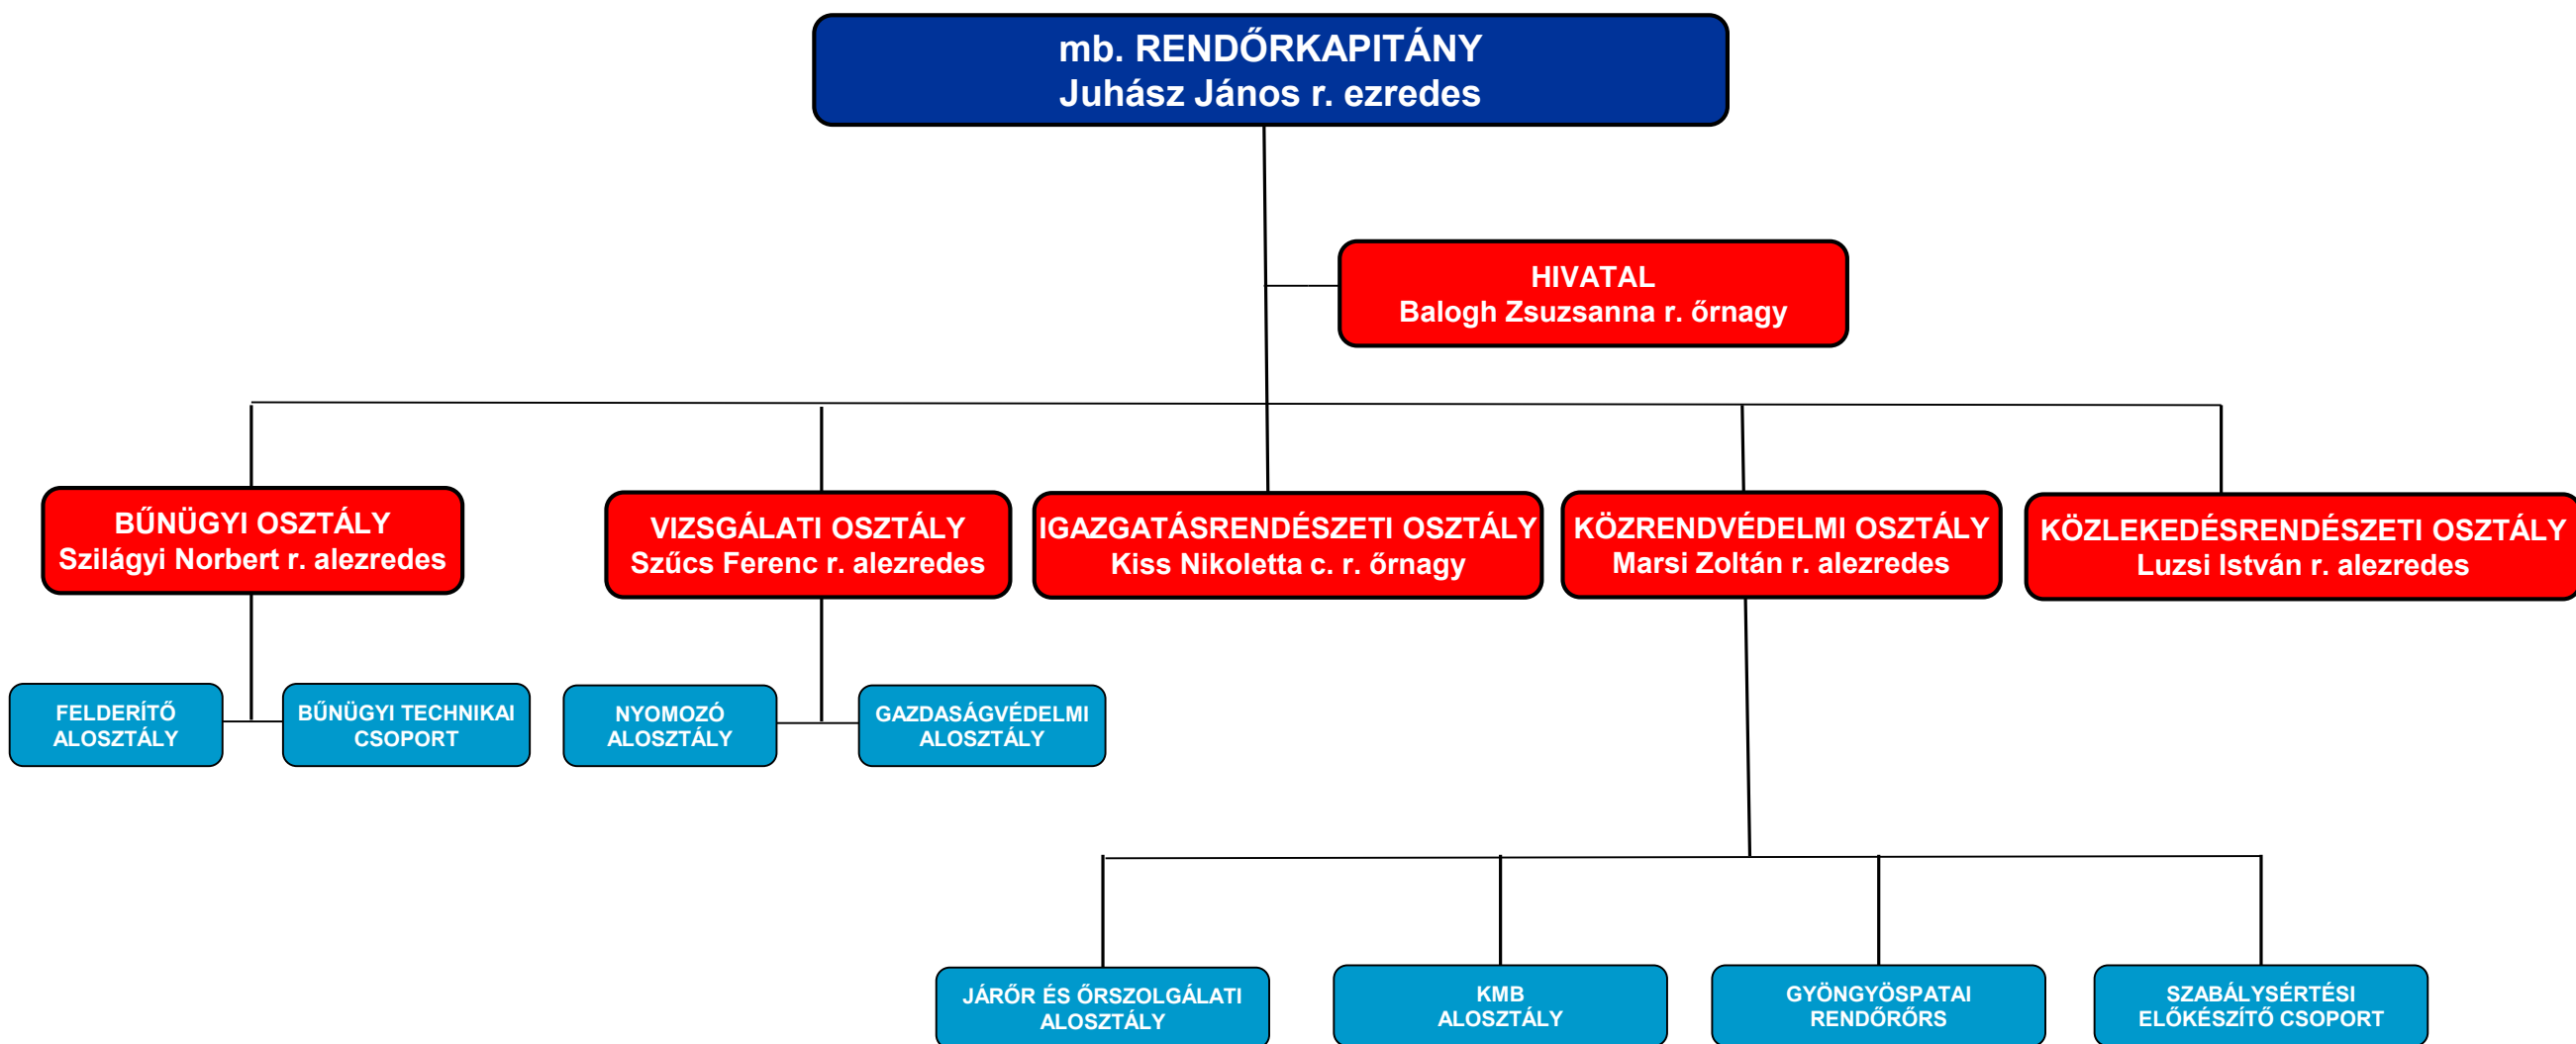 mb. RENDŐRKAPITÁNY
Juhász János r. ezredes
HIVATAL
Balogh Zsuzsanna r. őrnagy
BŰNÜGYI OSZTÁLY
Szilágyi Norbert r. alezredes
VIZSGÁLATI OSZTÁLY
Szűcs Ferenc r. alezredes
IGAZGATÁSRENDÉSZETI OSZTÁLY
Kiss Nikoletta c. r. őrnagy
KÖZRENDVÉDELMI OSZTÁLY
Marsi Zoltán r. alezredes
KÖZLEKEDÉSRENDÉSZETI OSZTÁLY
Luzsi István r. alezredes
FELDERÍTŐ
ALOSZTÁLY
BŰNÜGYI TECHNIKAI
CSOPORT
NYOMOZÓ
ALOSZTÁLY
GAZDASÁGVÉDELMI
ALOSZTÁLY
JÁRŐR ÉS ŐRSZOLGÁLATI
ALOSZTÁLY
KMB
ALOSZTÁLY
GYÖNGYÖSPATAI
RENDŐRŐRS
SZABÁLYSÉRTÉSI
ELŐKÉSZÍTŐ CSOPORT